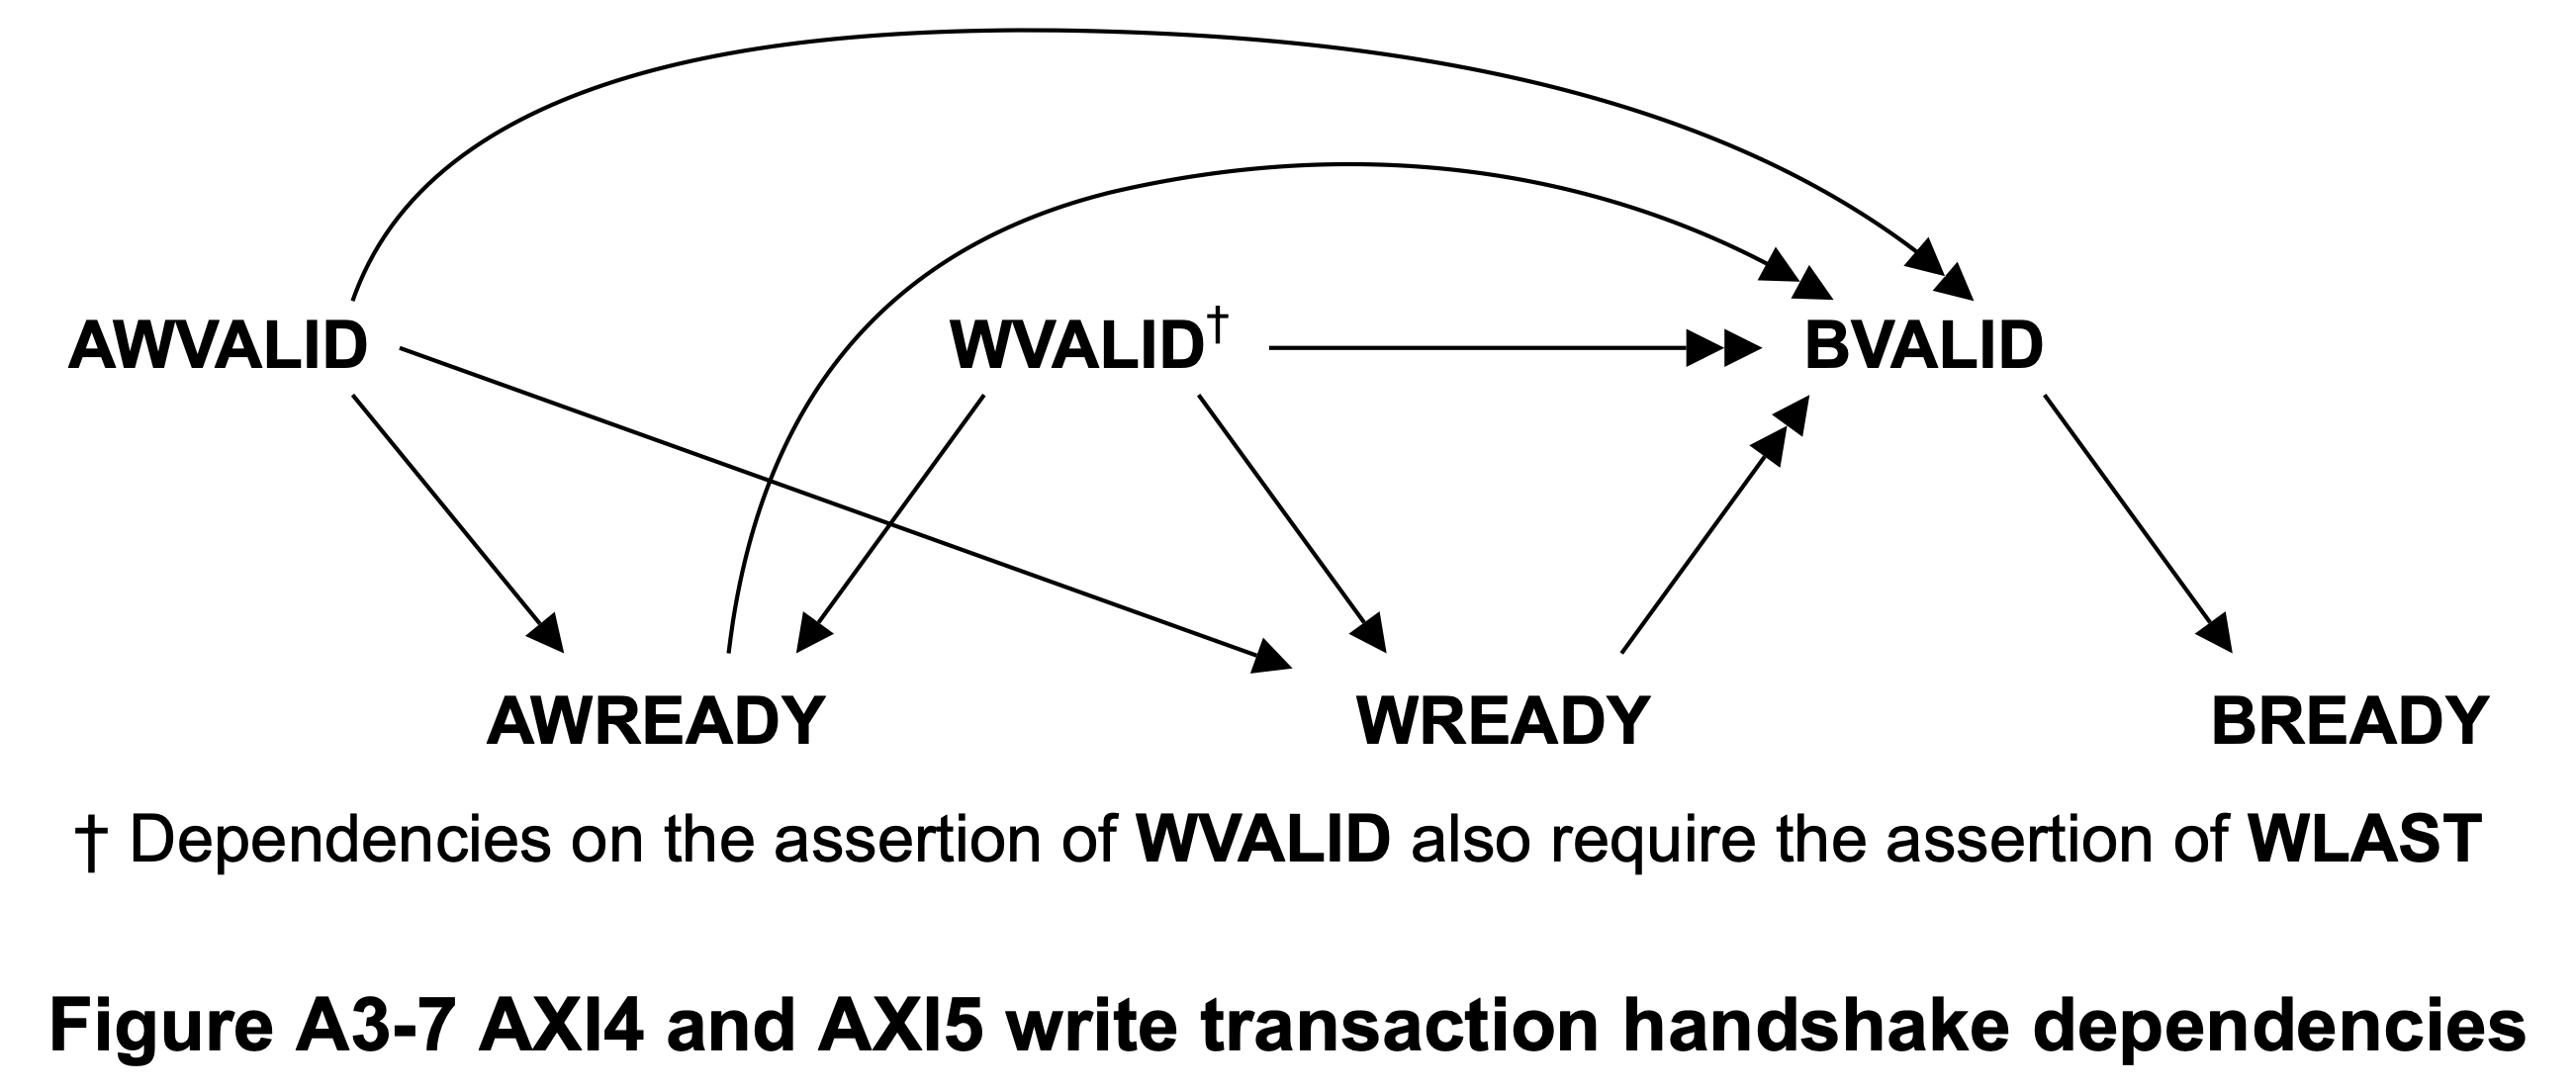 AWVALID WVALID† BVALID
AWREADY WREADY BREADY
† Dependencies on the assertion of WVALID also require the assertion of WLAST
Figure A3-7 AXI4 and AXI5 write transaction handshake dependencies